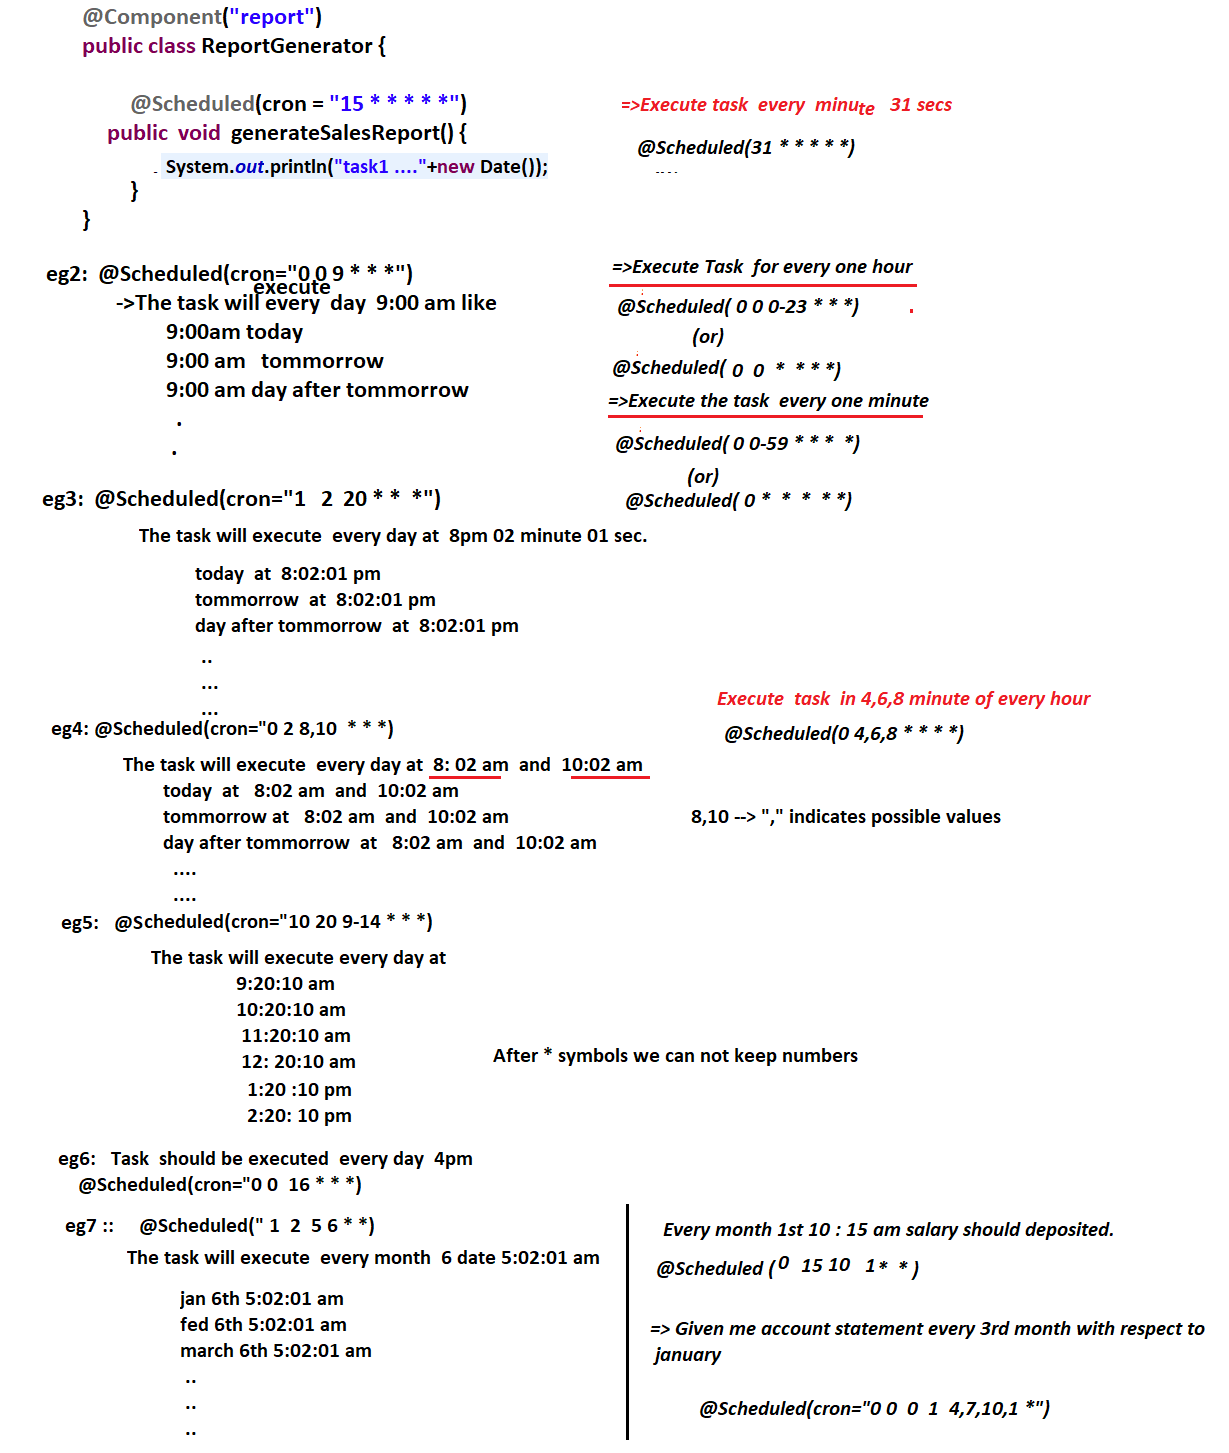 @Component("report")
public class ReportGenerator {
@Scheduled(cron = "15 * * * * *")
public  void  generateSalesReport() {
System.out.println("task1 ...."+new Date());
}
}
=>Execute task  every  minute  31 secs
@Scheduled(31 * * * * *)
....
eg2:  @Scheduled(cron="0 0 9 * * *")
execute
->The task will every  day  9:00 am like
9:00am today
9:00 am   tommorrow
9:00 am day after tommorrow
.
.
=>Execute Task  for every one hour
@Scheduled( 0 0 0-23 * * *)
(or)
@Scheduled( 0  0  *  * * *)
=>Execute the task  every one minute
@Scheduled( 0 0-59 * * *  *)
(or)
@Scheduled( 0 *  *  *  * *)
eg3:  @Scheduled(cron="1   2  20 * *  *")
The task will execute  every day at  8pm 02 minute 01 sec.
today  at  8:02:01 pm
tommorrow  at  8:02:01 pm
day after tommorrow  at  8:02:01 pm
..
...
...
eg4: @Scheduled(cron="0 2 8,10  * * *)
The task will execute  every day at  8: 02 am  and  10:02 am
today  at   8:02 am  and  10:02 am
tommorrow at   8:02 am  and  10:02 am
day after tommorrow  at   8:02 am  and  10:02 am
....
....
Execute  task  in 4,6,8 minute of every hour
@Scheduled(0 4,6,8 * * * *)
8,10 --> "," indicates possible values
eg5:   @Scheduled(cron="10 20 9-14 * * *)
The task will execute every day at
9:20:10 am
10:20:10 am
11:20:10 am
12: 20:10 am
1:20 :10 pm
2:20: 10 pm
After * symbols we can not keep numbers
eg6:   Task  should be executed  every day  4pm
@Scheduled(cron="0 0  16 * * *)
eg7 ::     @Scheduled(" 1  2  5 6 * *)
The task will execute  every month  6 date 5:02:01 am
jan 6th 5:02:01 am
fed 6th 5:02:01 am
march 6th 5:02:01 am
..
..
..
Every month 1st 10 : 15 am salary should deposited.
@Scheduled ( 0  15 10  1 *  * )
=> Given me account statement every 3rd month with respect to
january
@Scheduled(cron="0 0  0  1  4,7,10,1 *")